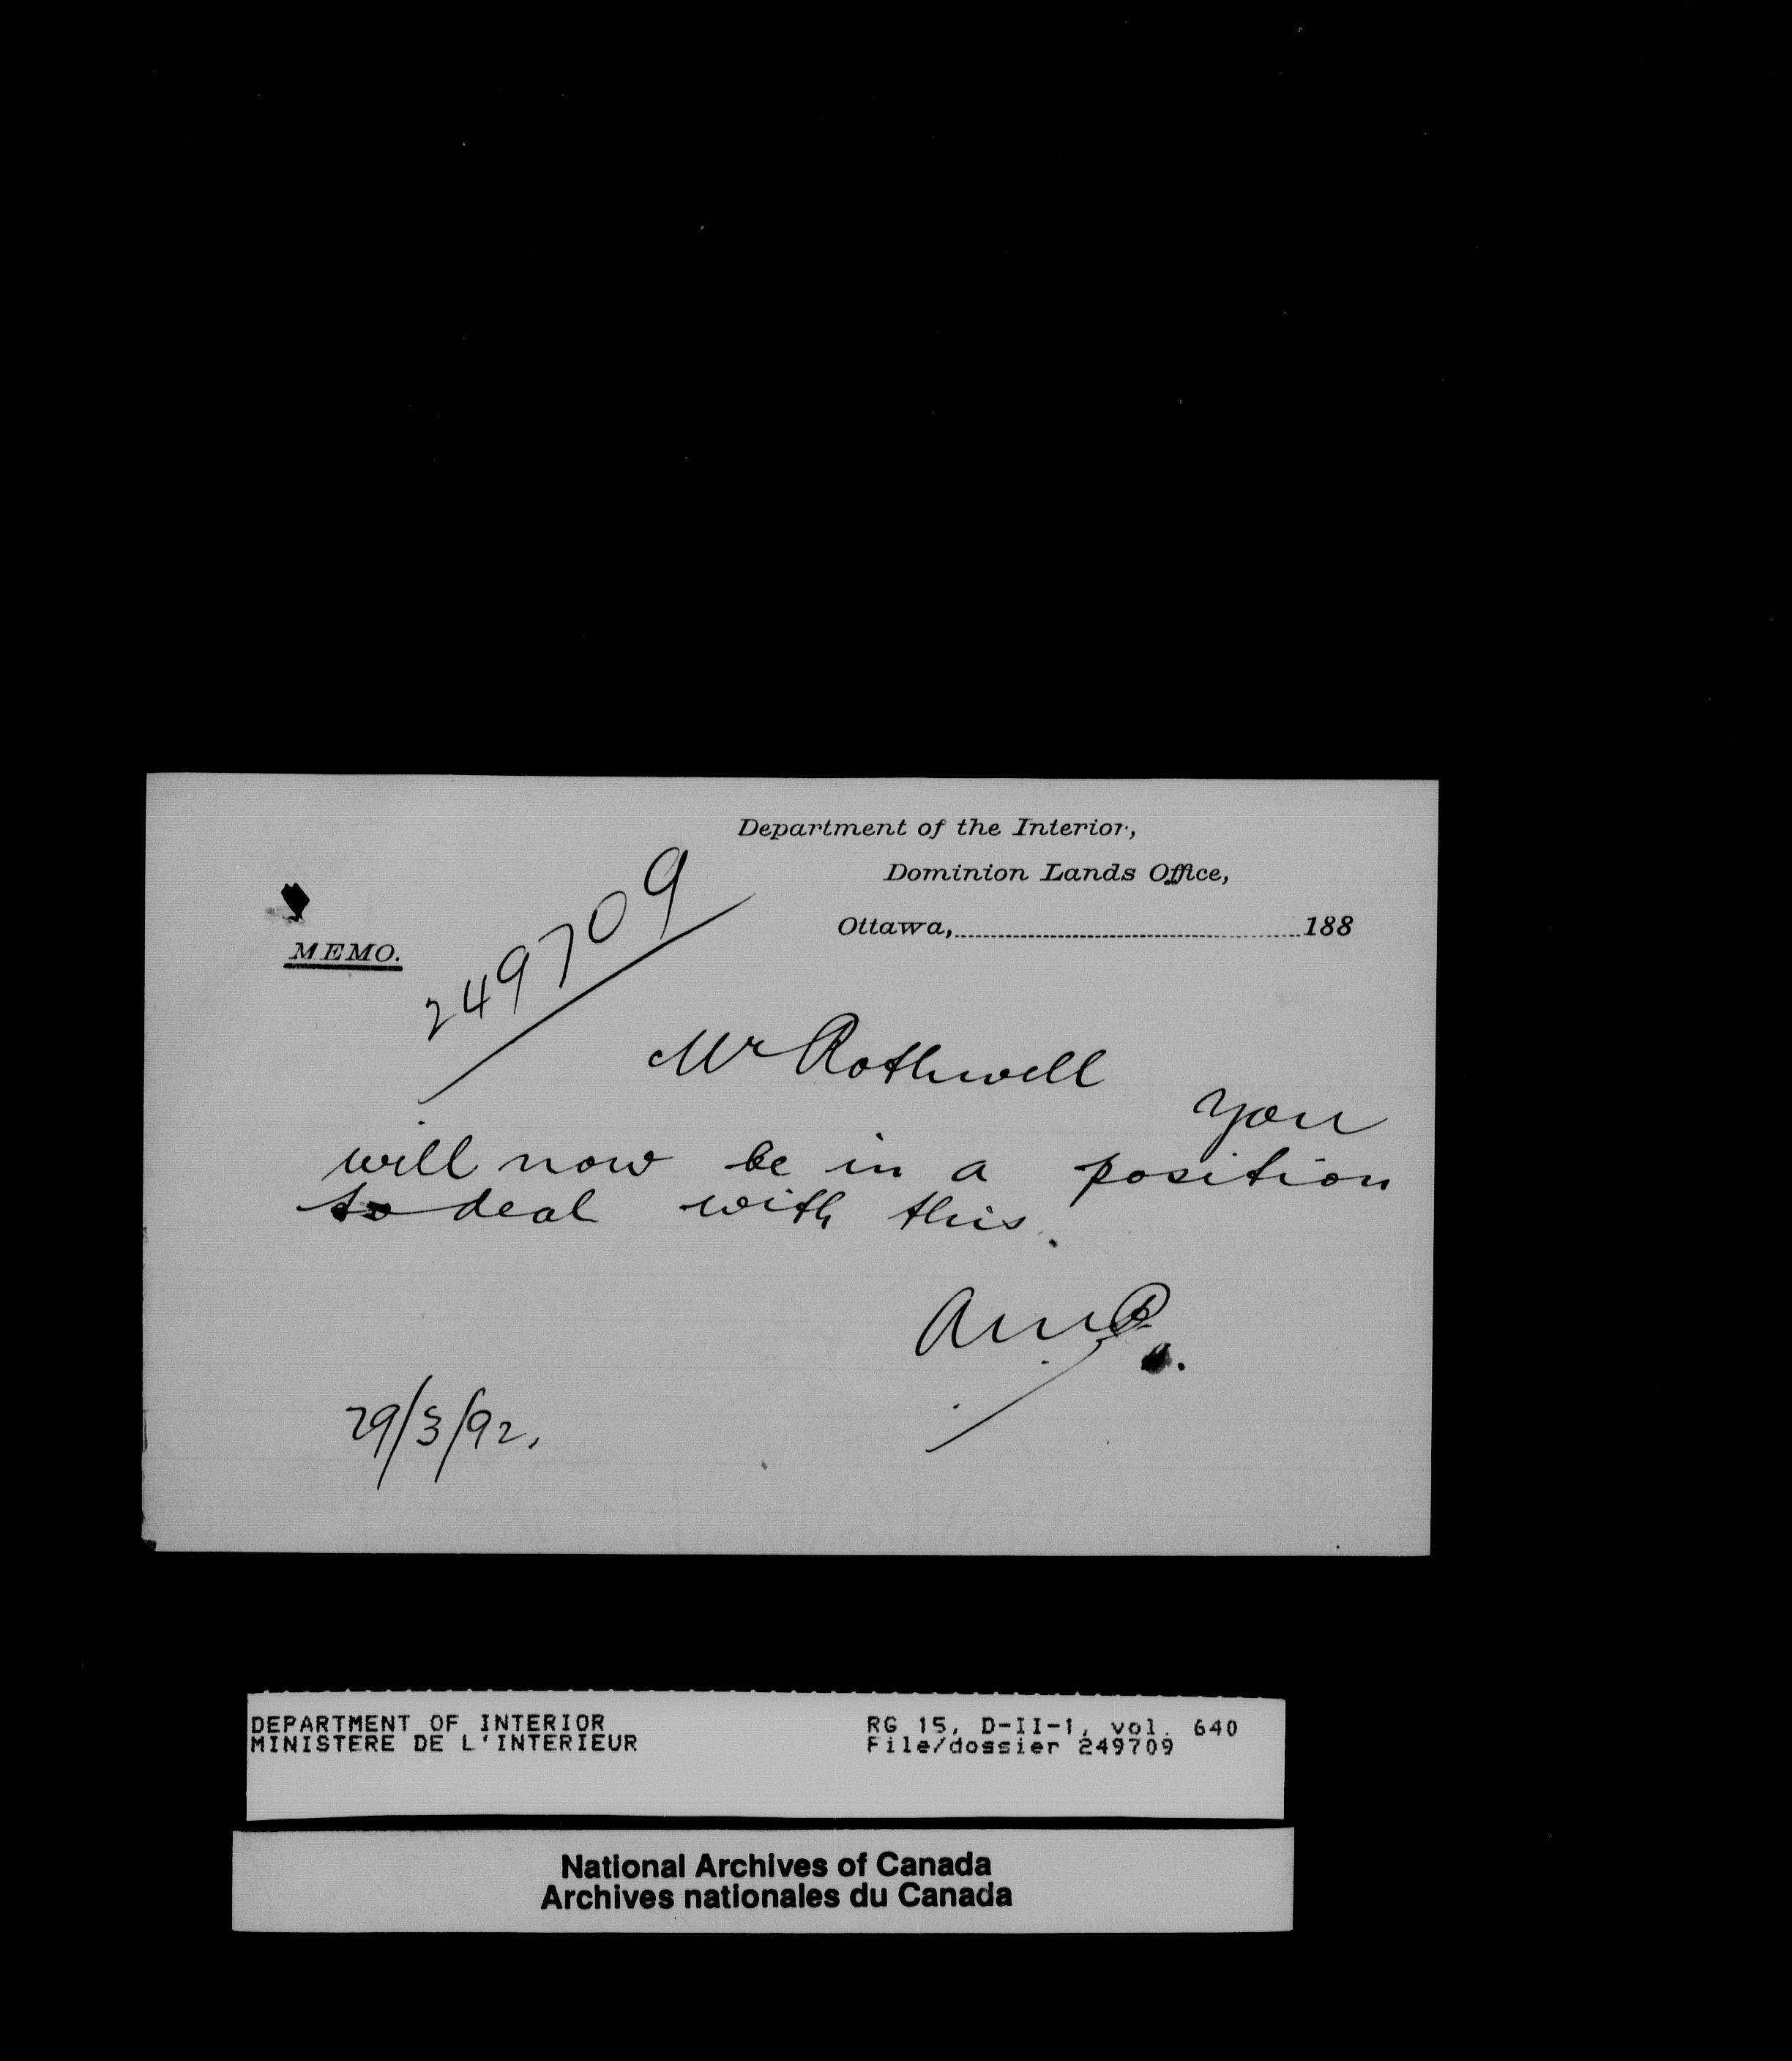 Department of the Interior,
Dominion Lands Office,
Ottawa, 188
MEMO.
249709
Mr Rothwell
You
will now be in a position
to deal with this.
29/3/92.
DEPARTMENT OF INTERIOR
MINISTERE DE L'INTERIEUR
RG 15, D-II-1, vol. 640
File/dossier 249709
National Archives of Canada
Archives nationales du Canada